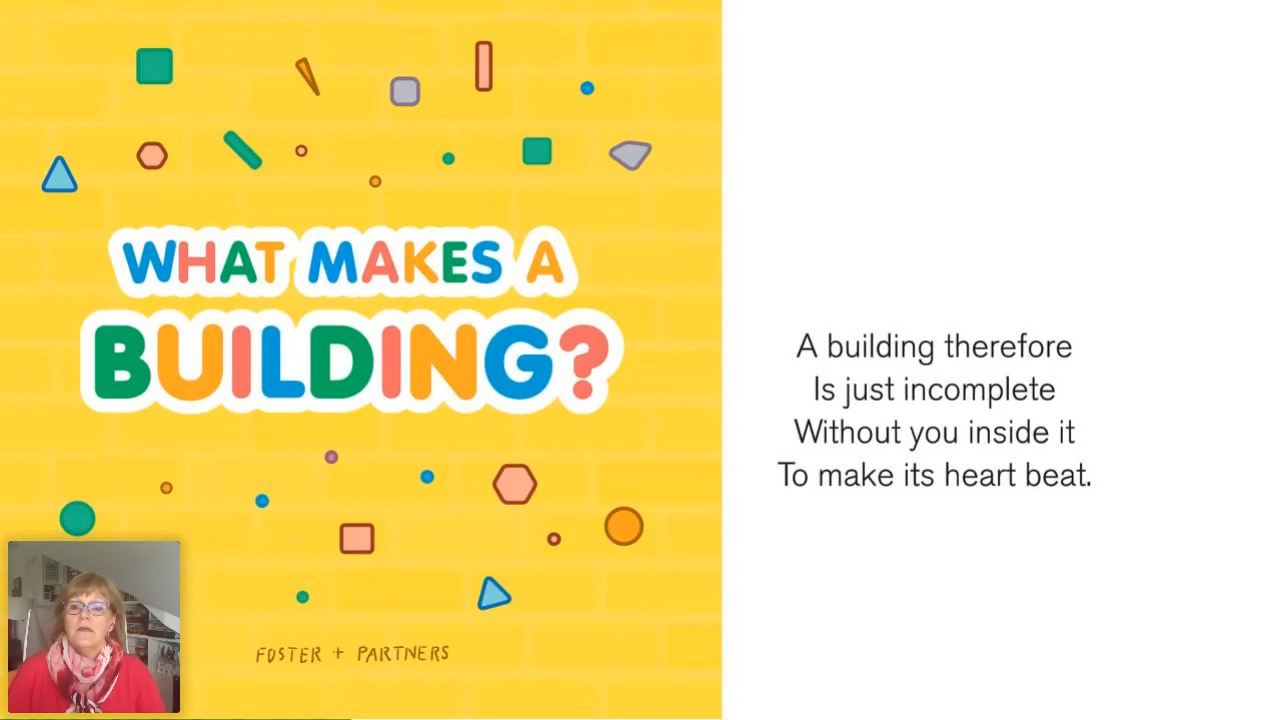 WHAT MAKES A
BUILDING?
FOSTER + PARTNERS
A building therefore
Is just incomplete
Without you inside it
To make its heart beat.